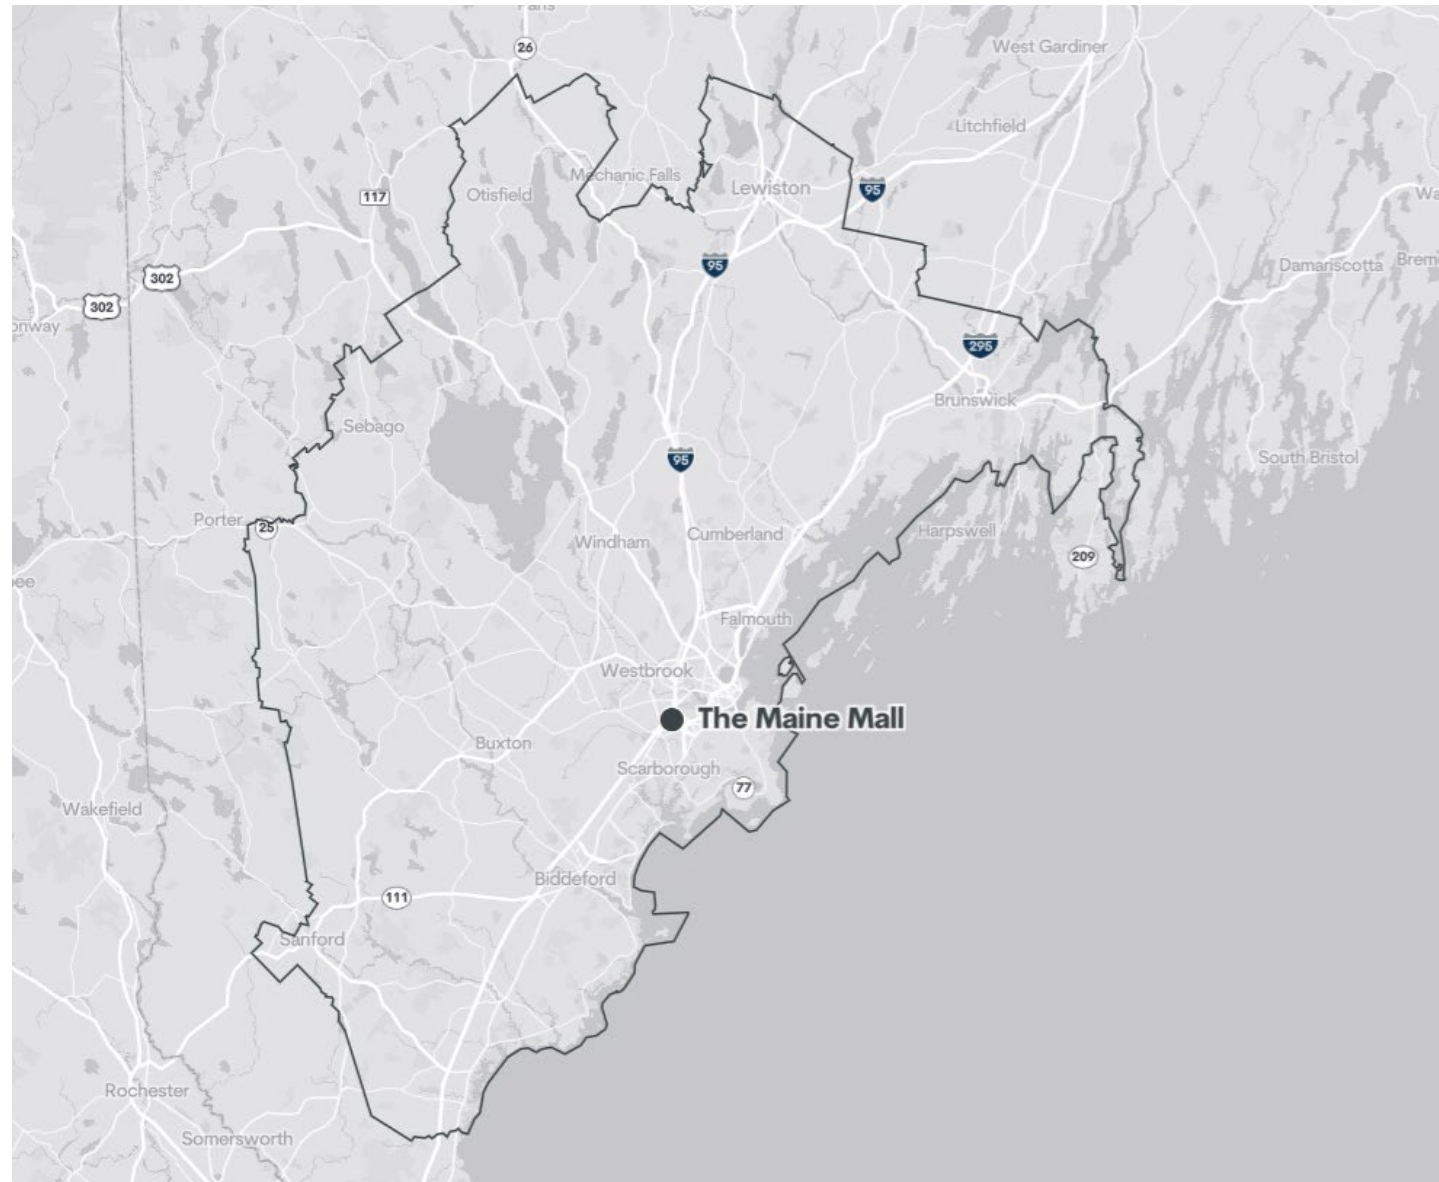 Paris
26
West Gardiner
Litchfield
Mechanic Falls
Lewiston
95
Otisfield
117
95
302
302
Damariscotta
295
Brunswick
Sebago
95
South Bristol
Porter
25
Harpswell
Windham
Cumberland
209
Falmouth
Westbrook
The Maine Mall
Buxton
Scarborough
77
Wakefield
Biddeford
111
Sanford
Rochester
Somersworth